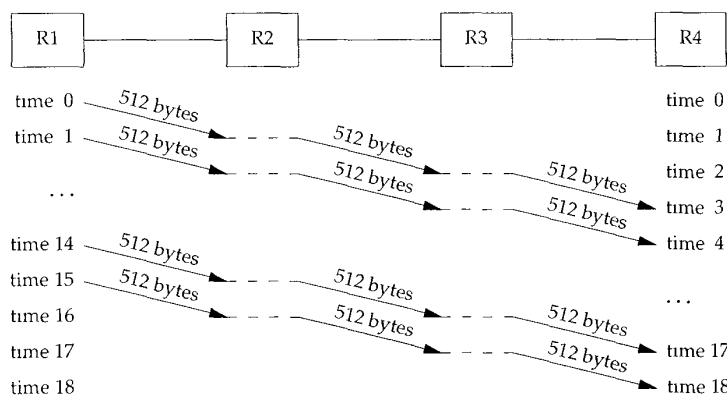 R1 R2 R3 R4
time 0 512 bytes time 0
time 1 512 bytes 512 bytes time 1
512 bytes 512 bytes time 2
... 512 bytes time 3
time 4
time 14 512 bytes
time 15 512 bytes 512 bytes ...
time 16 512 bytes 512 bytes
time 17 512 bytes time 17
time 18 time 18